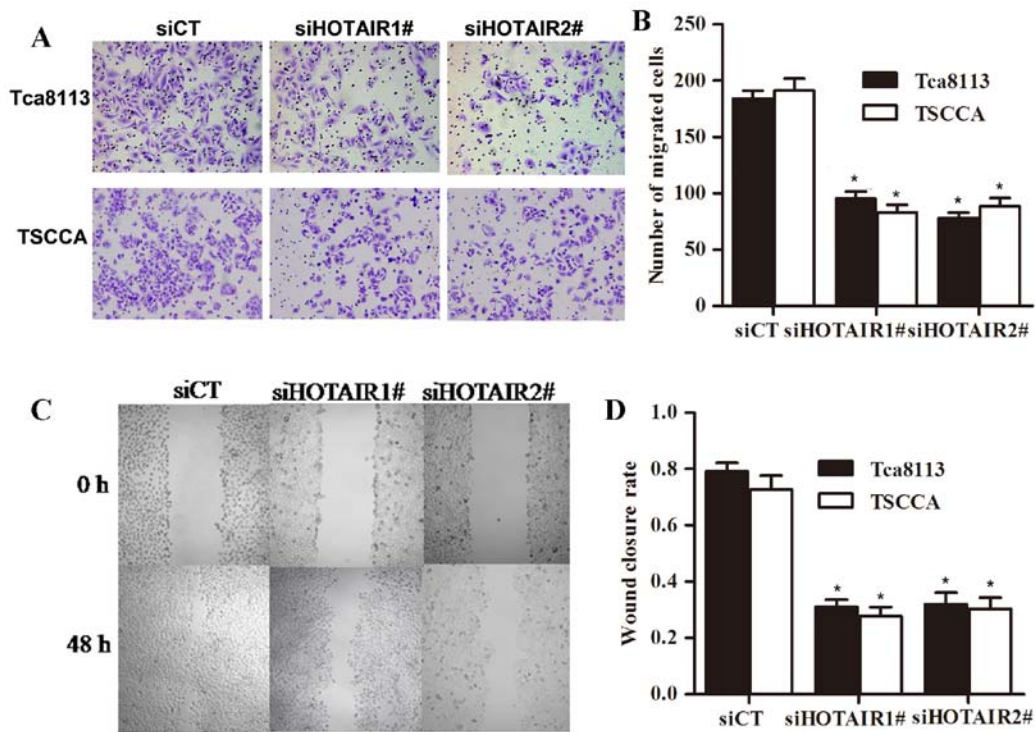 A
siCT siHOTAIR1# siHOTAIR2#
Tca8113
TSCCA
B
Number of migrated cells
250
200
150
100
50
0
Tca8113
TSCCA
* * * *
siCT siHOTAIR1# siHOTAIR2#
C
siCT siHOTAIR1# siHOTAIR2#
0 h
48 h
D
Wound closure rate
1.0
0.8
0.6
0.4
0.2
0.0
Tca8113
TSCCA
* * * *
siCT siHOTAIR1# siHOTAIR2#